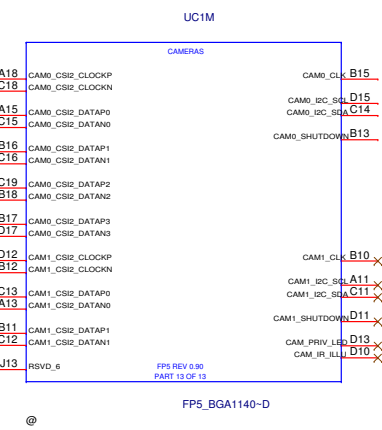 UC1M
CAMERAS
A18 CAM0_CSI2_CLOCKP CAM0_CLK B15
C18 CAM0_CSI2_CLOCKN
CAM0_I2C_SCL D15
A15 CAM0_CSI2_DATAP0 CAM0_I2C_SDA C14
C15 CAM0_CSI2_DATAN0
CAM0_SHUTDOWN B13
B16 CAM0_CSI2_DATAP1
C16 CAM0_CSI2_DATAN1
C19 CAM0_CSI2_DATAP2
B18 CAM0_CSI2_DATAN2
B17 CAM0_CSI2_DATAP3
D17 CAM0_CSI2_DATAN3
D12 CAM1_CSI2_CLOCKP CAM1_CLK B10
B12 CAM1_CSI2_CLOCKN
CAM1_I2C_SCL A11
C13 CAM1_CSI2_DATAP0 CAM1_I2C_SDA C11
A13 CAM1_CSI2_DATAN0
CAM1_SHUTDOWN D11
B11 CAM1_CSI2_DATAP1
C12 CAM1_CSI2_DATAN1 CAM_PRIV_LED D13
CAM_IR_ILLU D10
J13 RSVD_6 FP5 REV 0.90
PART 13 OF 13
FP5_BGA1140~D
@